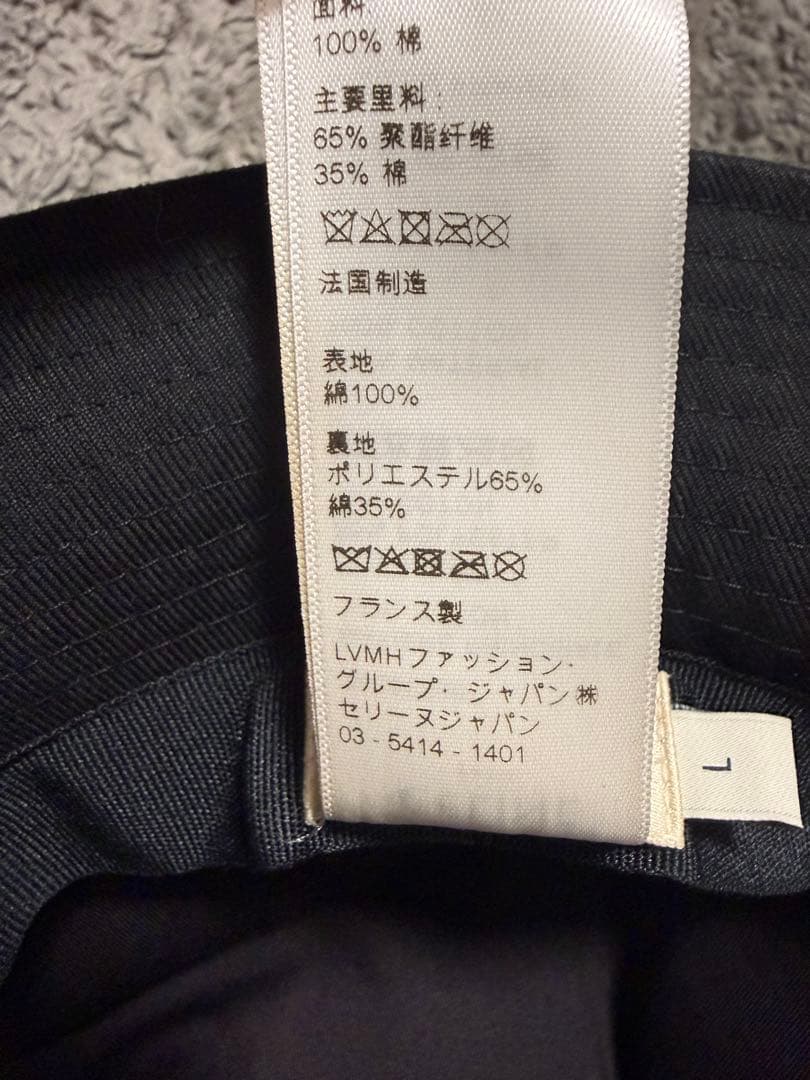 面料
100% 棉
主要里料:
65% 聚酯纤维
35% 棉
法国制造
表地
綿100%
裏地
ポリエステル65%
綿35%
フランス製
LVMHファッション・
グループ・ジャパン㈱
セリーヌジャパン
03 - 5414 - 1401
L